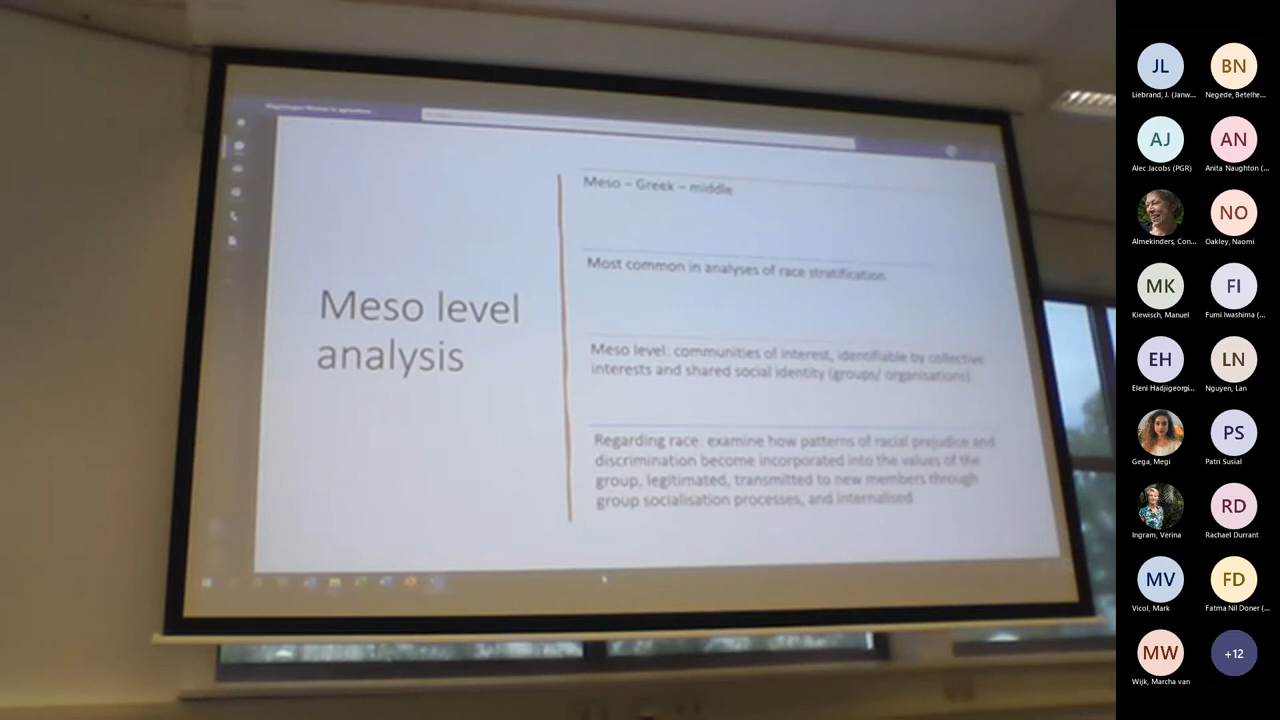 Meso level
analysis
Meso – Greek – middle
Most common in analyses of race stratification
Meso level: communities of interest, identifiable by collective
interests and shared social identity (groups/ organisations)
Regarding race: examine how patterns of racial prejudice and
discrimination become incorporated into the values of the
group, legitimated, transmitted to new members through
group socialisation processes, and internalised
JL
BN
Liebrand, J. (Janw...
Negede, Betelhe...
AJ
AN
Alec Jacobs (PGR)
Anita Naughton (...
NO
Almekinders, Con...
Oakley, Naomi
MK
FI
Kiewisch, Manuel
Fumi Iwashima (...
EH
LN
Eleni Hadjigeorgi...
Nguyen, Lan
PS
Gega, Megi
Patri Susial
RD
Ingram, Verina
Rachael Durrant
MV
FD
Vicol, Mark
Fatma Nil Doner (...
MW
+12
Wijk, Marcha van